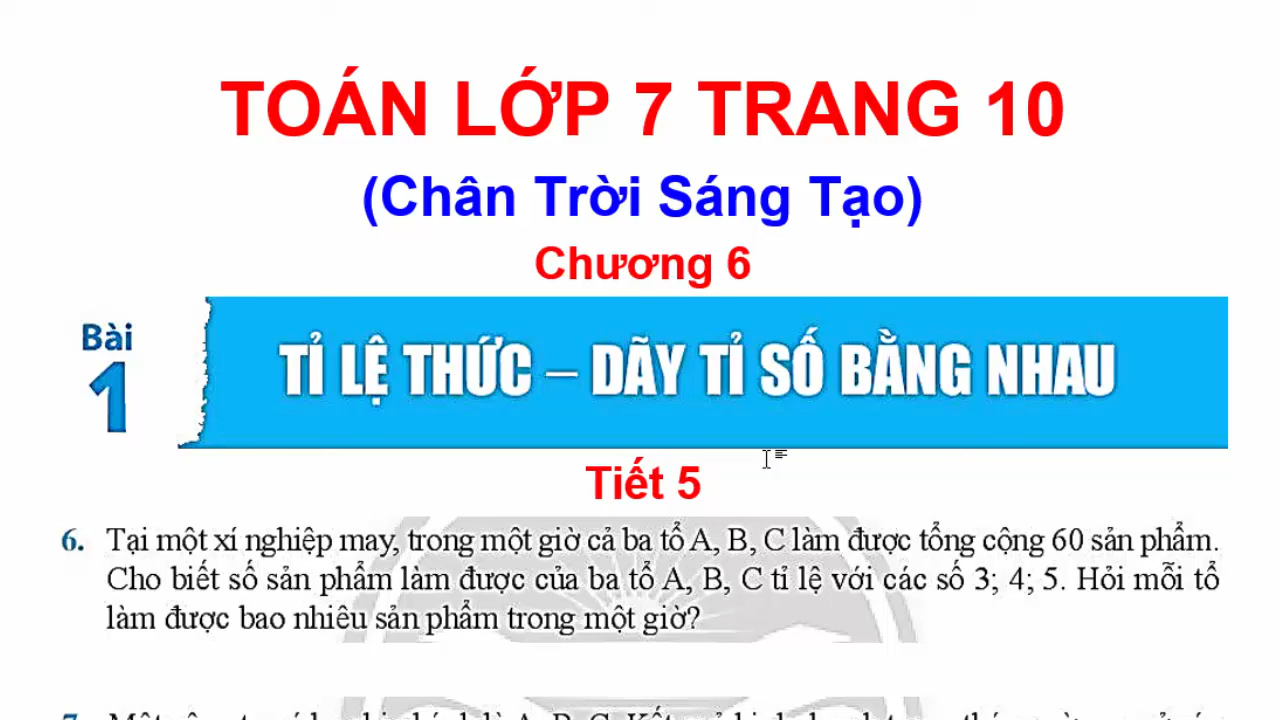 TOÁN LỚP 7 TRANG 10
(Chân Trời Sáng Tạo)
Chương 6
Bài
1
TỈ LỆ THỨC – DÃY TỈ SỐ BẰNG NHAU
Tiết 5
6. Tại một xí nghiệp may, trong một giờ cả ba tổ A, B, C làm được tổng cộng 60 sản phẩm.
Cho biết số sản phẩm làm được của ba tổ A, B, C tỉ lệ với các số 3; 4; 5. Hỏi mỗi tổ
làm được bao nhiêu sản phẩm trong một giờ?